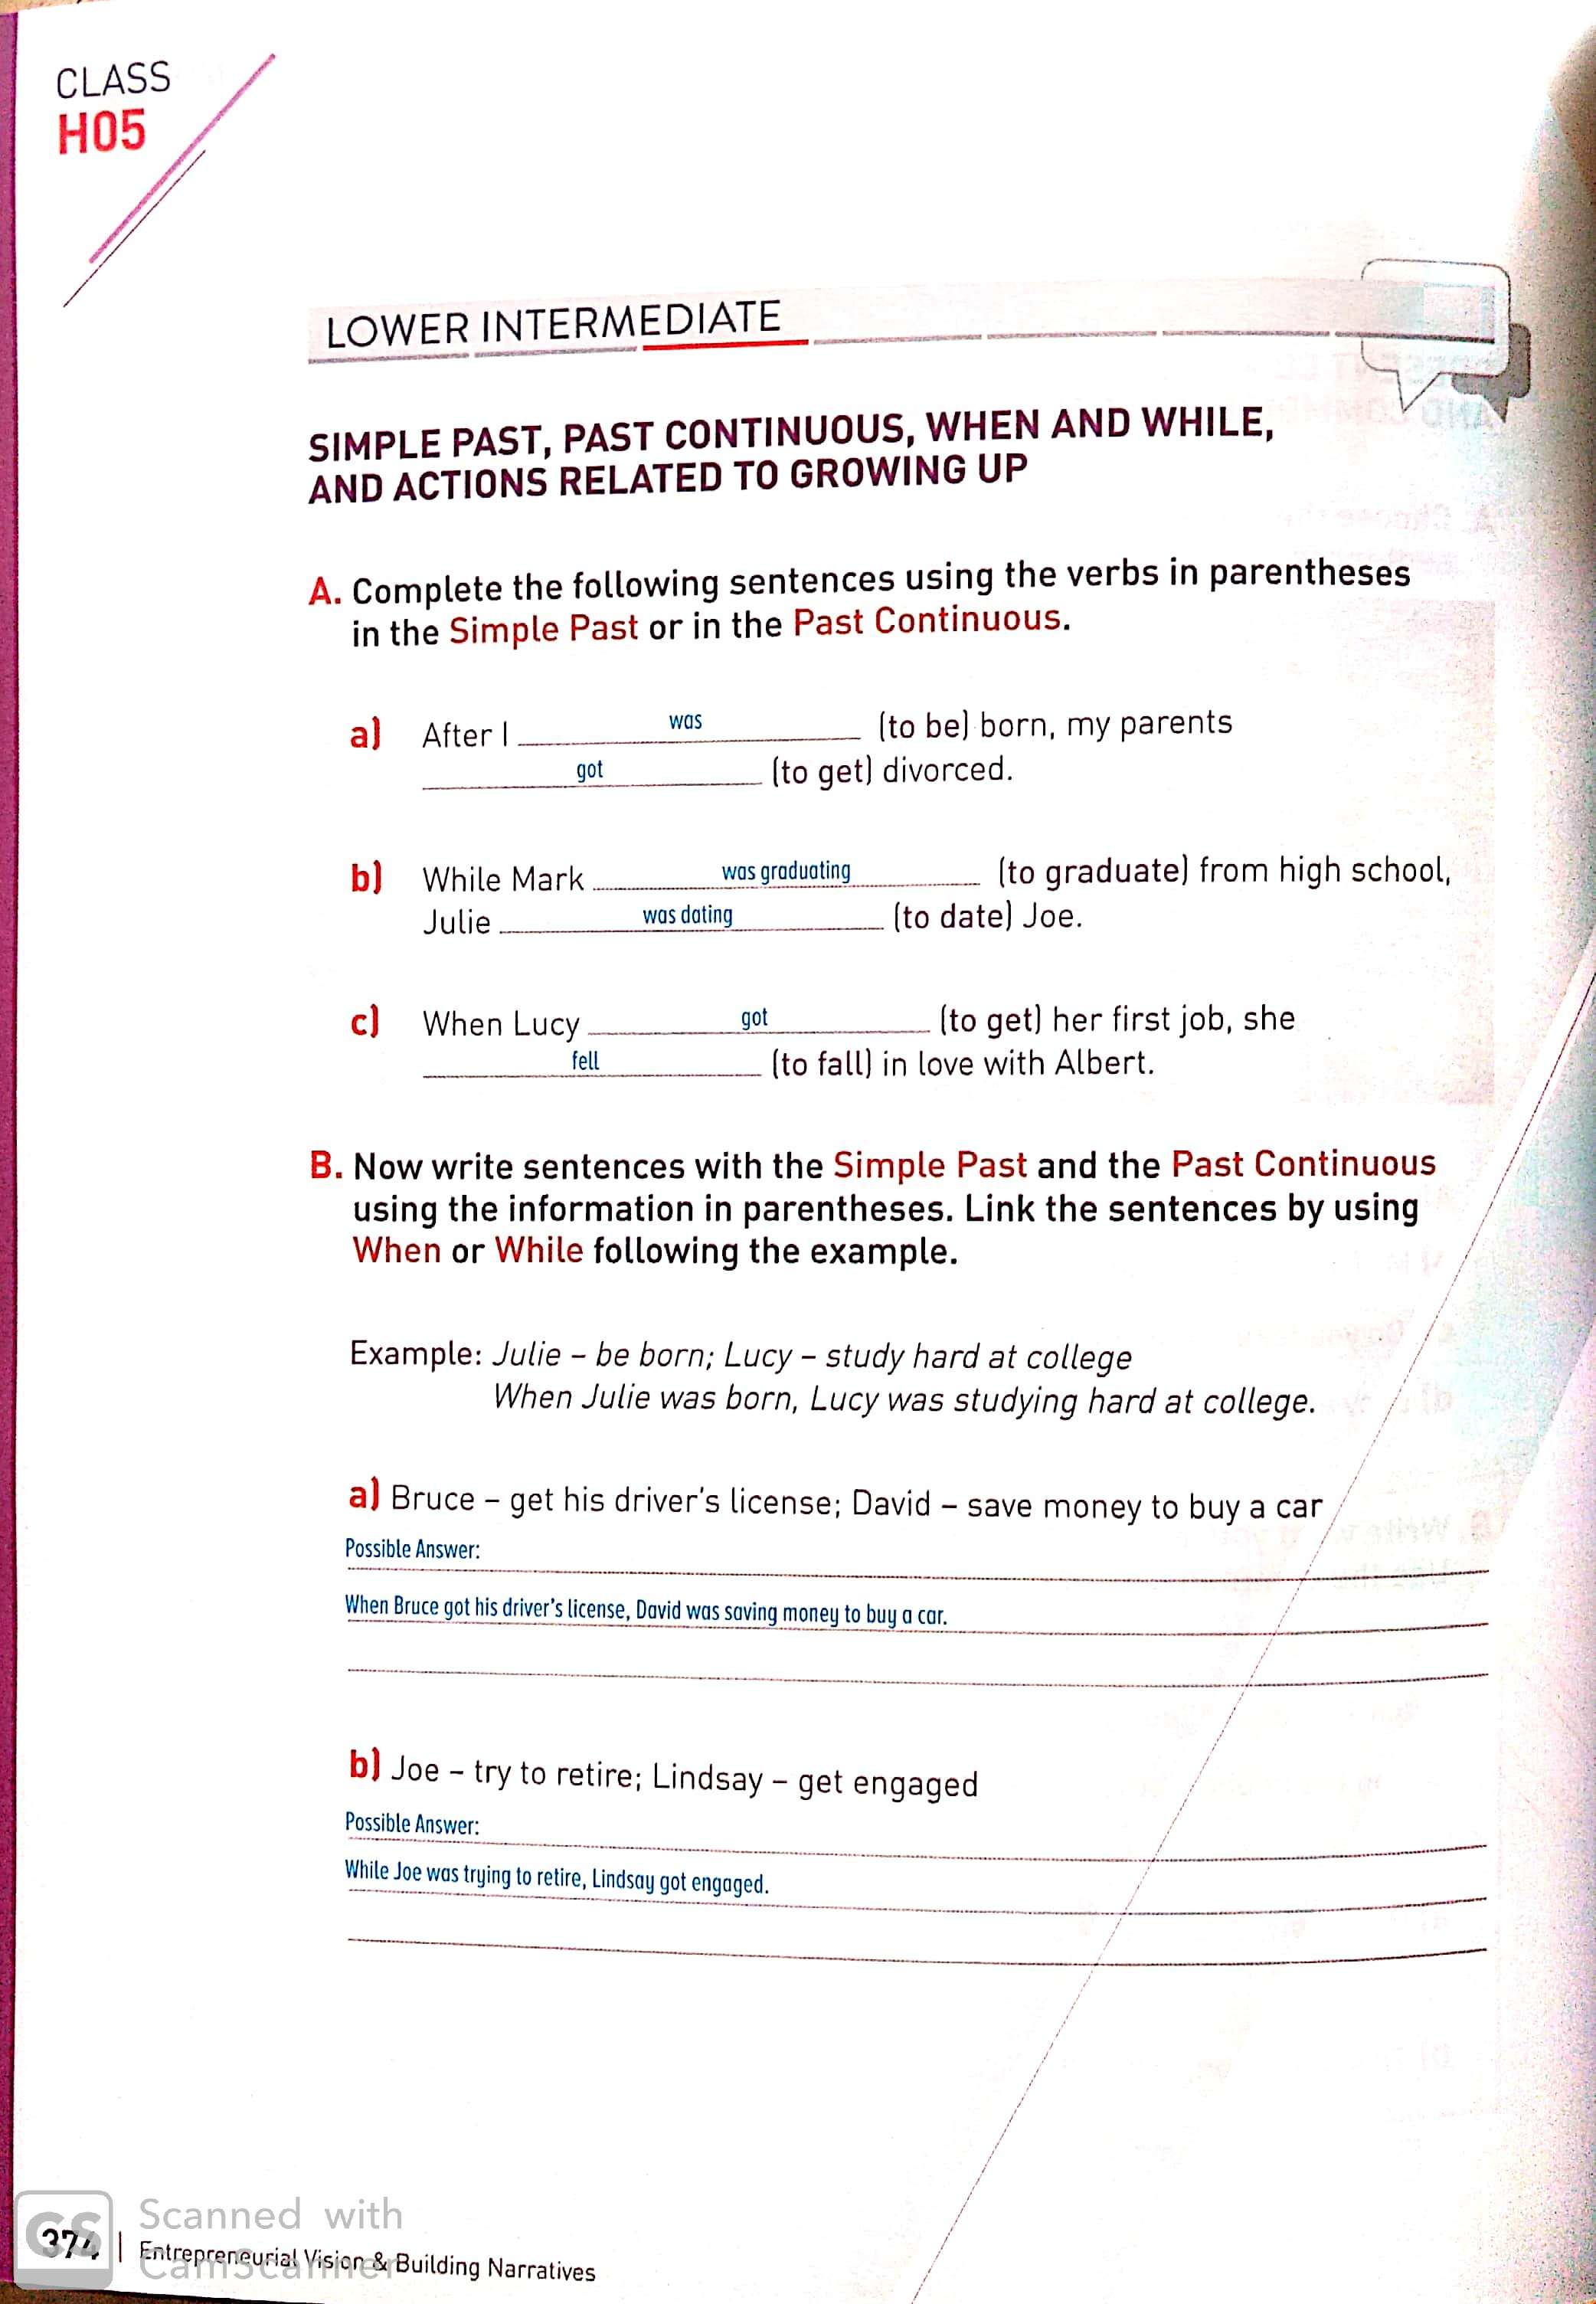 CLASS
H05
LOWER INTERMEDIATE
SIMPLE PAST, PAST CONTINUOUS, WHEN AND WHILE,
AND ACTIONS RELATED TO GROWING UP
A. Complete the following sentences using the verbs in parentheses
in the Simple Past or in the Past Continuous.
a) After I was (to be) born, my parents
got (to get) divorced.
b) While Mark was graduating (to graduate) from high school,
Julie was dating (to date) Joe.
c) When Lucy got (to get) her first job, she
fell (to fall) in love with Albert.
B. Now write sentences with the Simple Past and the Past Continuous
using the information in parentheses. Link the sentences by using
When or While following the example.
Example: Julie – be born; Lucy – study hard at college
When Julie was born, Lucy was studying hard at college.
a) Bruce – get his driver's license; David – save money to buy a car
Possible Answer:
When Bruce got his driver's license, David was saving money to buy a car.
b) Joe – try to retire; Lindsay – get engaged
Possible Answer:
While Joe was trying to retire, Lindsay got engaged.
CS
Scanned with
CamScanner
374 | Entrepreneurial Vision & Building Narratives